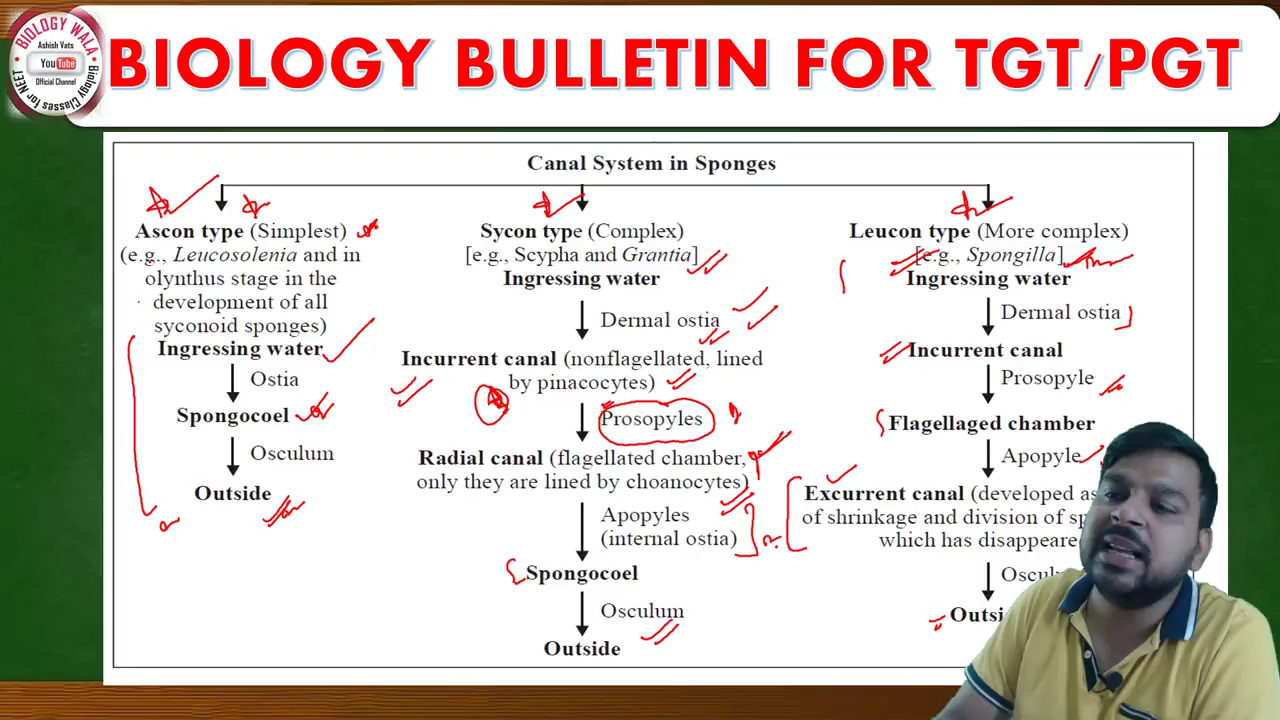 BIOLOGY WALA
Ashish Vats
YouTube
Official Channel
Biology Classes for NEET
BIOLOGY BULLETIN FOR TGT/PGT
Canal System in Sponges
Ascon type (Simplest)
(e.g., Leucosolenia and in
olynthus stage in the
development of all
syconoid sponges)
Ingressing water
Ostia
Spongocoel
Osculum
Outside
Sycon type (Complex)
[e.g., Scypha and Grantia]
Ingressing water
Dermal ostia
Incurrent canal (nonflagellated, lined
by pinacocytes)
Prosopyles
Radial canal (flagellated chamber,
only they are lined by choanocytes)
Apopyles
(internal ostia)
Spongocoel
Osculum
Outside
Leucon type (More complex)
[e.g., Spongilla]
Ingressing water
Dermal ostia
Incurrent canal
Prosopyle
Flagellaged chamber
Apopyle
Excurrent canal (developed as
of shrinkage and division of
which has